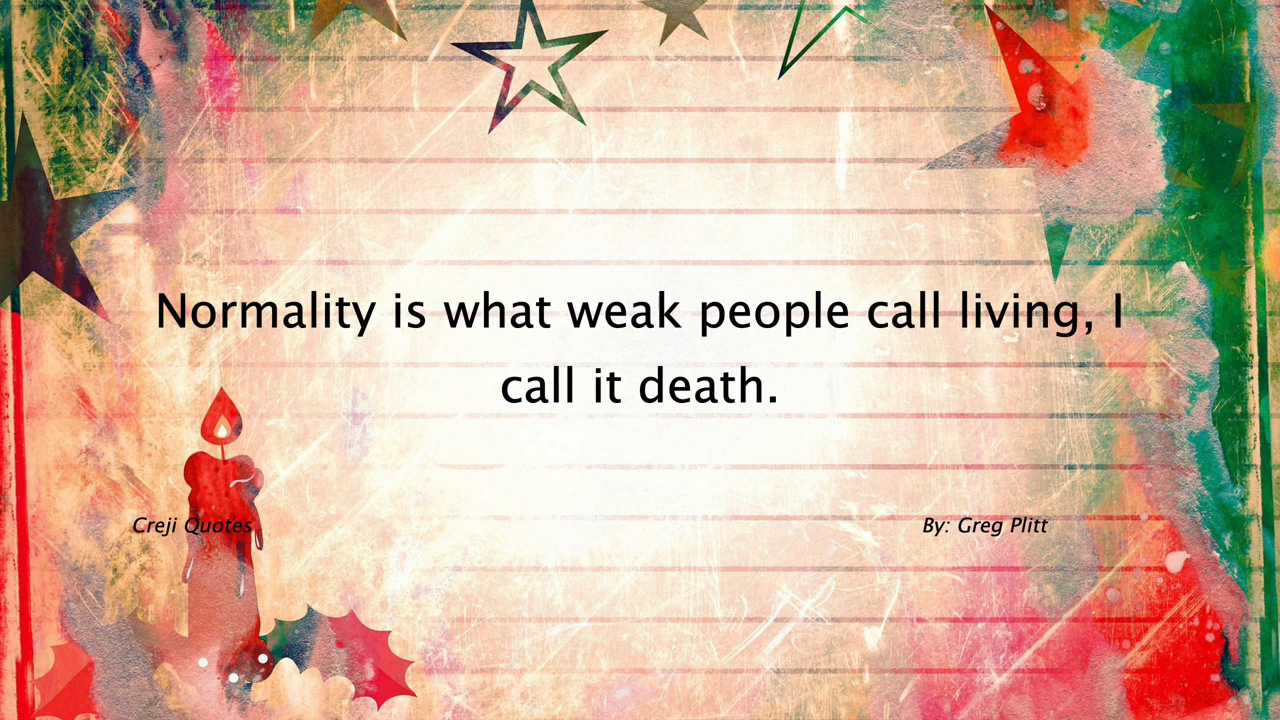 Normality is what weak people call living, I
call it death.
Creji Quotes
By: Greg Plitt